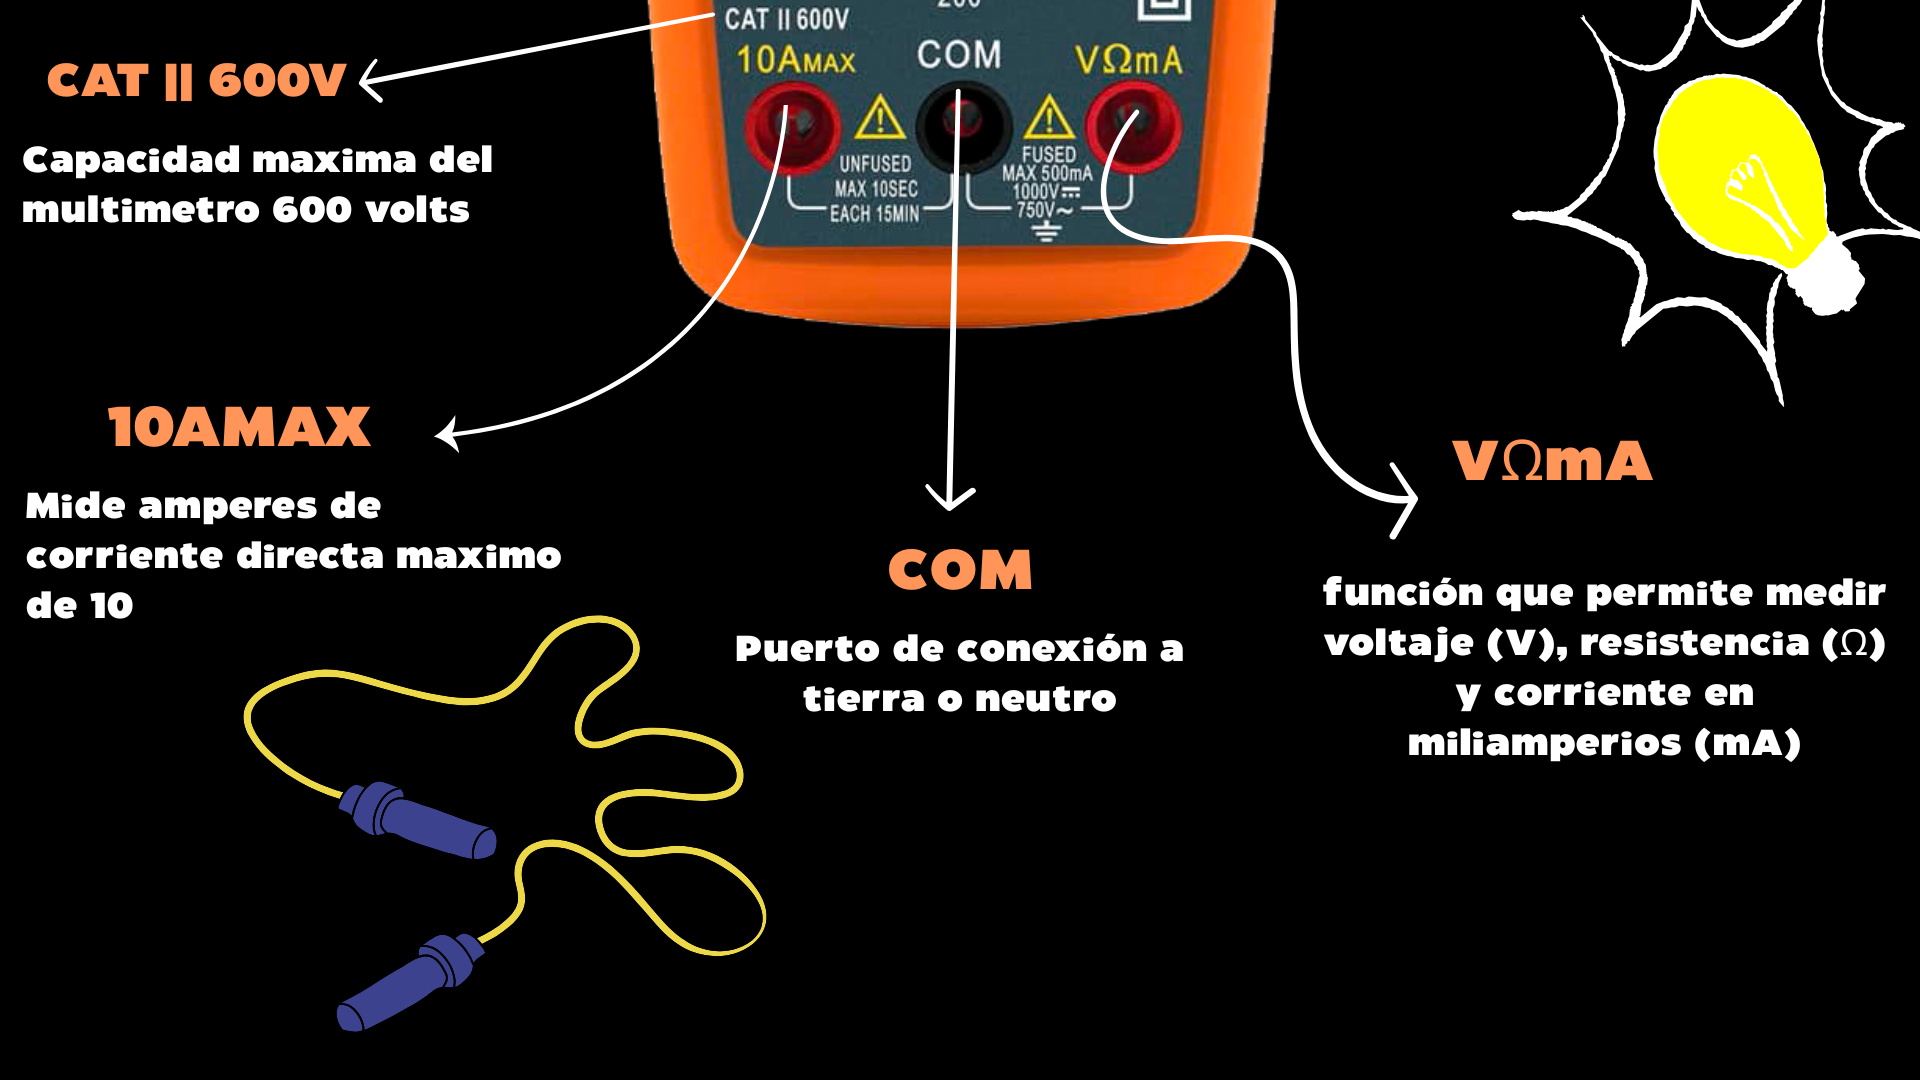 200
CAT II 600V
10AMAX
COM
VΩmA
UNFUSED
MAX 10SEC
EACH 15MIN
FUSED
MAX 500mA
1000V
750V~
CAT II 600V
Capacidad maxima del
multimetro 600 volts
10AMAX
Mide amperes de
corriente directa maximo
de 10
COM
Puerto de conexión a
tierra o neutro
VΩmA
función que permite medir
voltaje (V), resistencia (Ω)
y corriente en
miliamperios (mA)